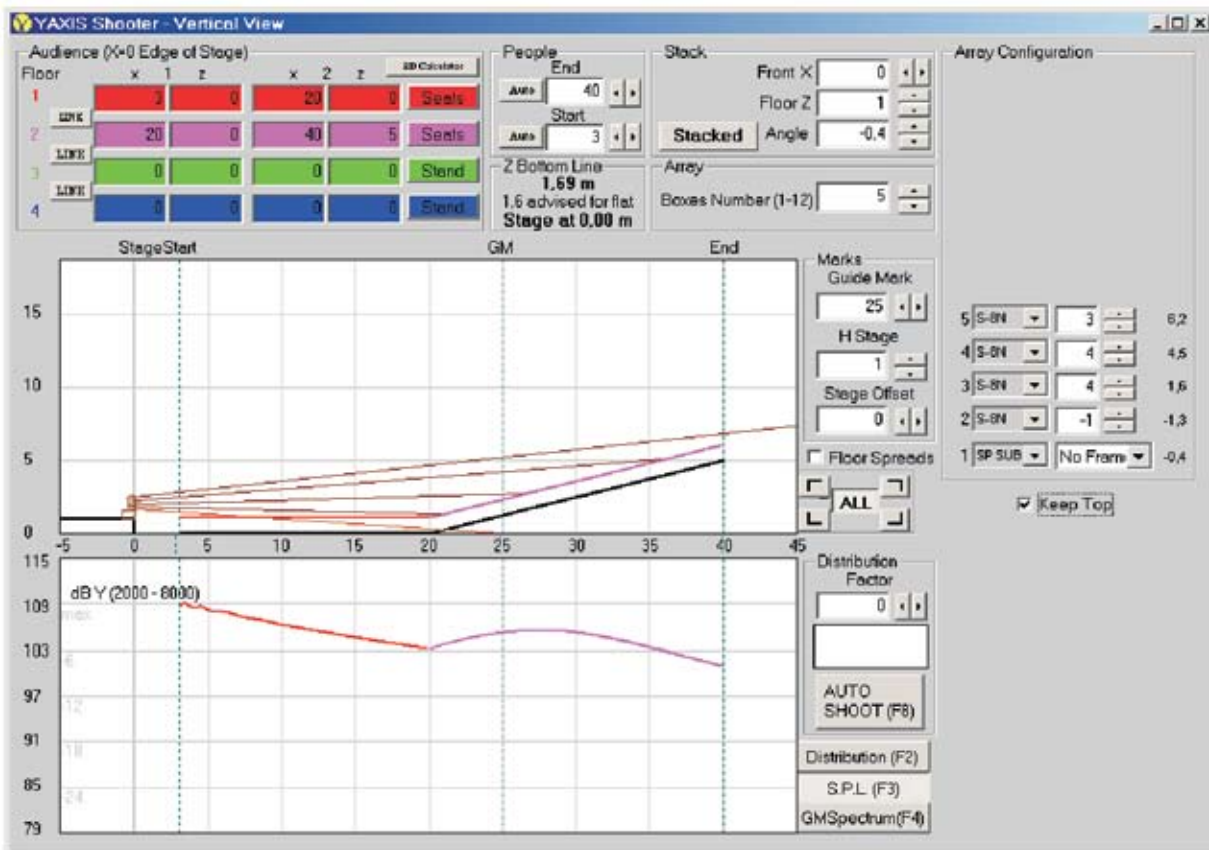 YAXIS Shooter - Vertical View
Audience (X=0 Edge of Stage)
Floor x 1 z x 2 z 2D Calculator
1 3 0 20 0 Seats
LINK
2 20 0 40 5 Seats
LINK
3 0 0 0 0 Stand
LINK
4 0 0 0 0 Stand
People
End
Auto 40
Start
Auto 3
Z Bottom Line
1,69 m
1.6 advised for flat
Stage at 0,00 m
Stack
Front X 0
Floor Z 1
Stacked Angle -0,4
Array
Boxes Number (1-12) 5
Array Configuration
5 S-8N 3 6,2
4 S-8N 4 4,5
3 S-8N 4 1,6
2 S-8N -1 -1,3
1 SP SUB No Frame -0,4
Keep Top
Stage Start GM End
15
10
5
0
-5 0 5 10 15 20 25 30 35 40 45
Marks
Guide Mark
25
H Stage
1
Stage Offset
0
Floor Spreads
ALL
115
dB Y (2000 - 8000)
109
max
103
-6
97
-12
91
-18
85
-24
79
Distribution
Factor
0
AUTO
SHOOT (F8)
Distribution (F2)
S.P.L. (F3)
GMSpectrum(F4)